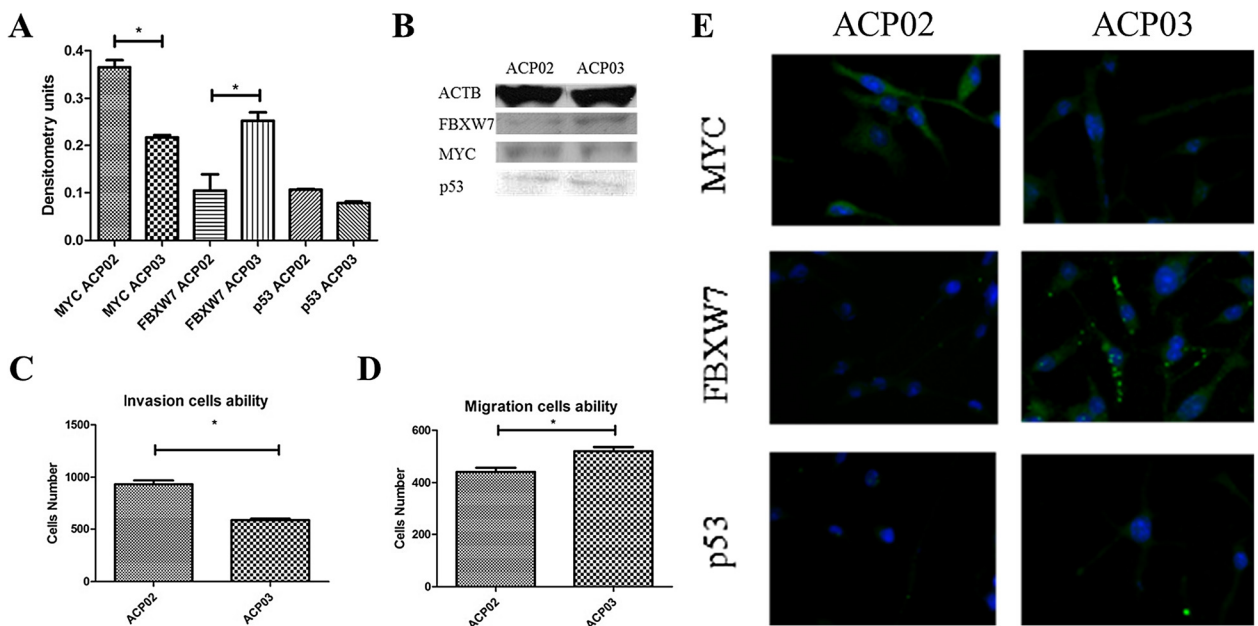 A
*
*
Densitometry units
0.4
0.3
0.2
0.1
0.0
MYC ACP02
MYC ACP03
FBXW7 ACP02
FBXW7 ACP03
p53 ACP02
p53 ACP03
B
ACP02 ACP03
ACTB
FBXW7
MYC
p53
C
Invasion cells ability
*
Cells Number
1500
1000
500
0
ACP02
ACP03
D
Migration cells ability
*
Cells Number
600
400
200
0
ACP02
ACP03
E
ACP02 ACP03
MYC
FBXW7
p53